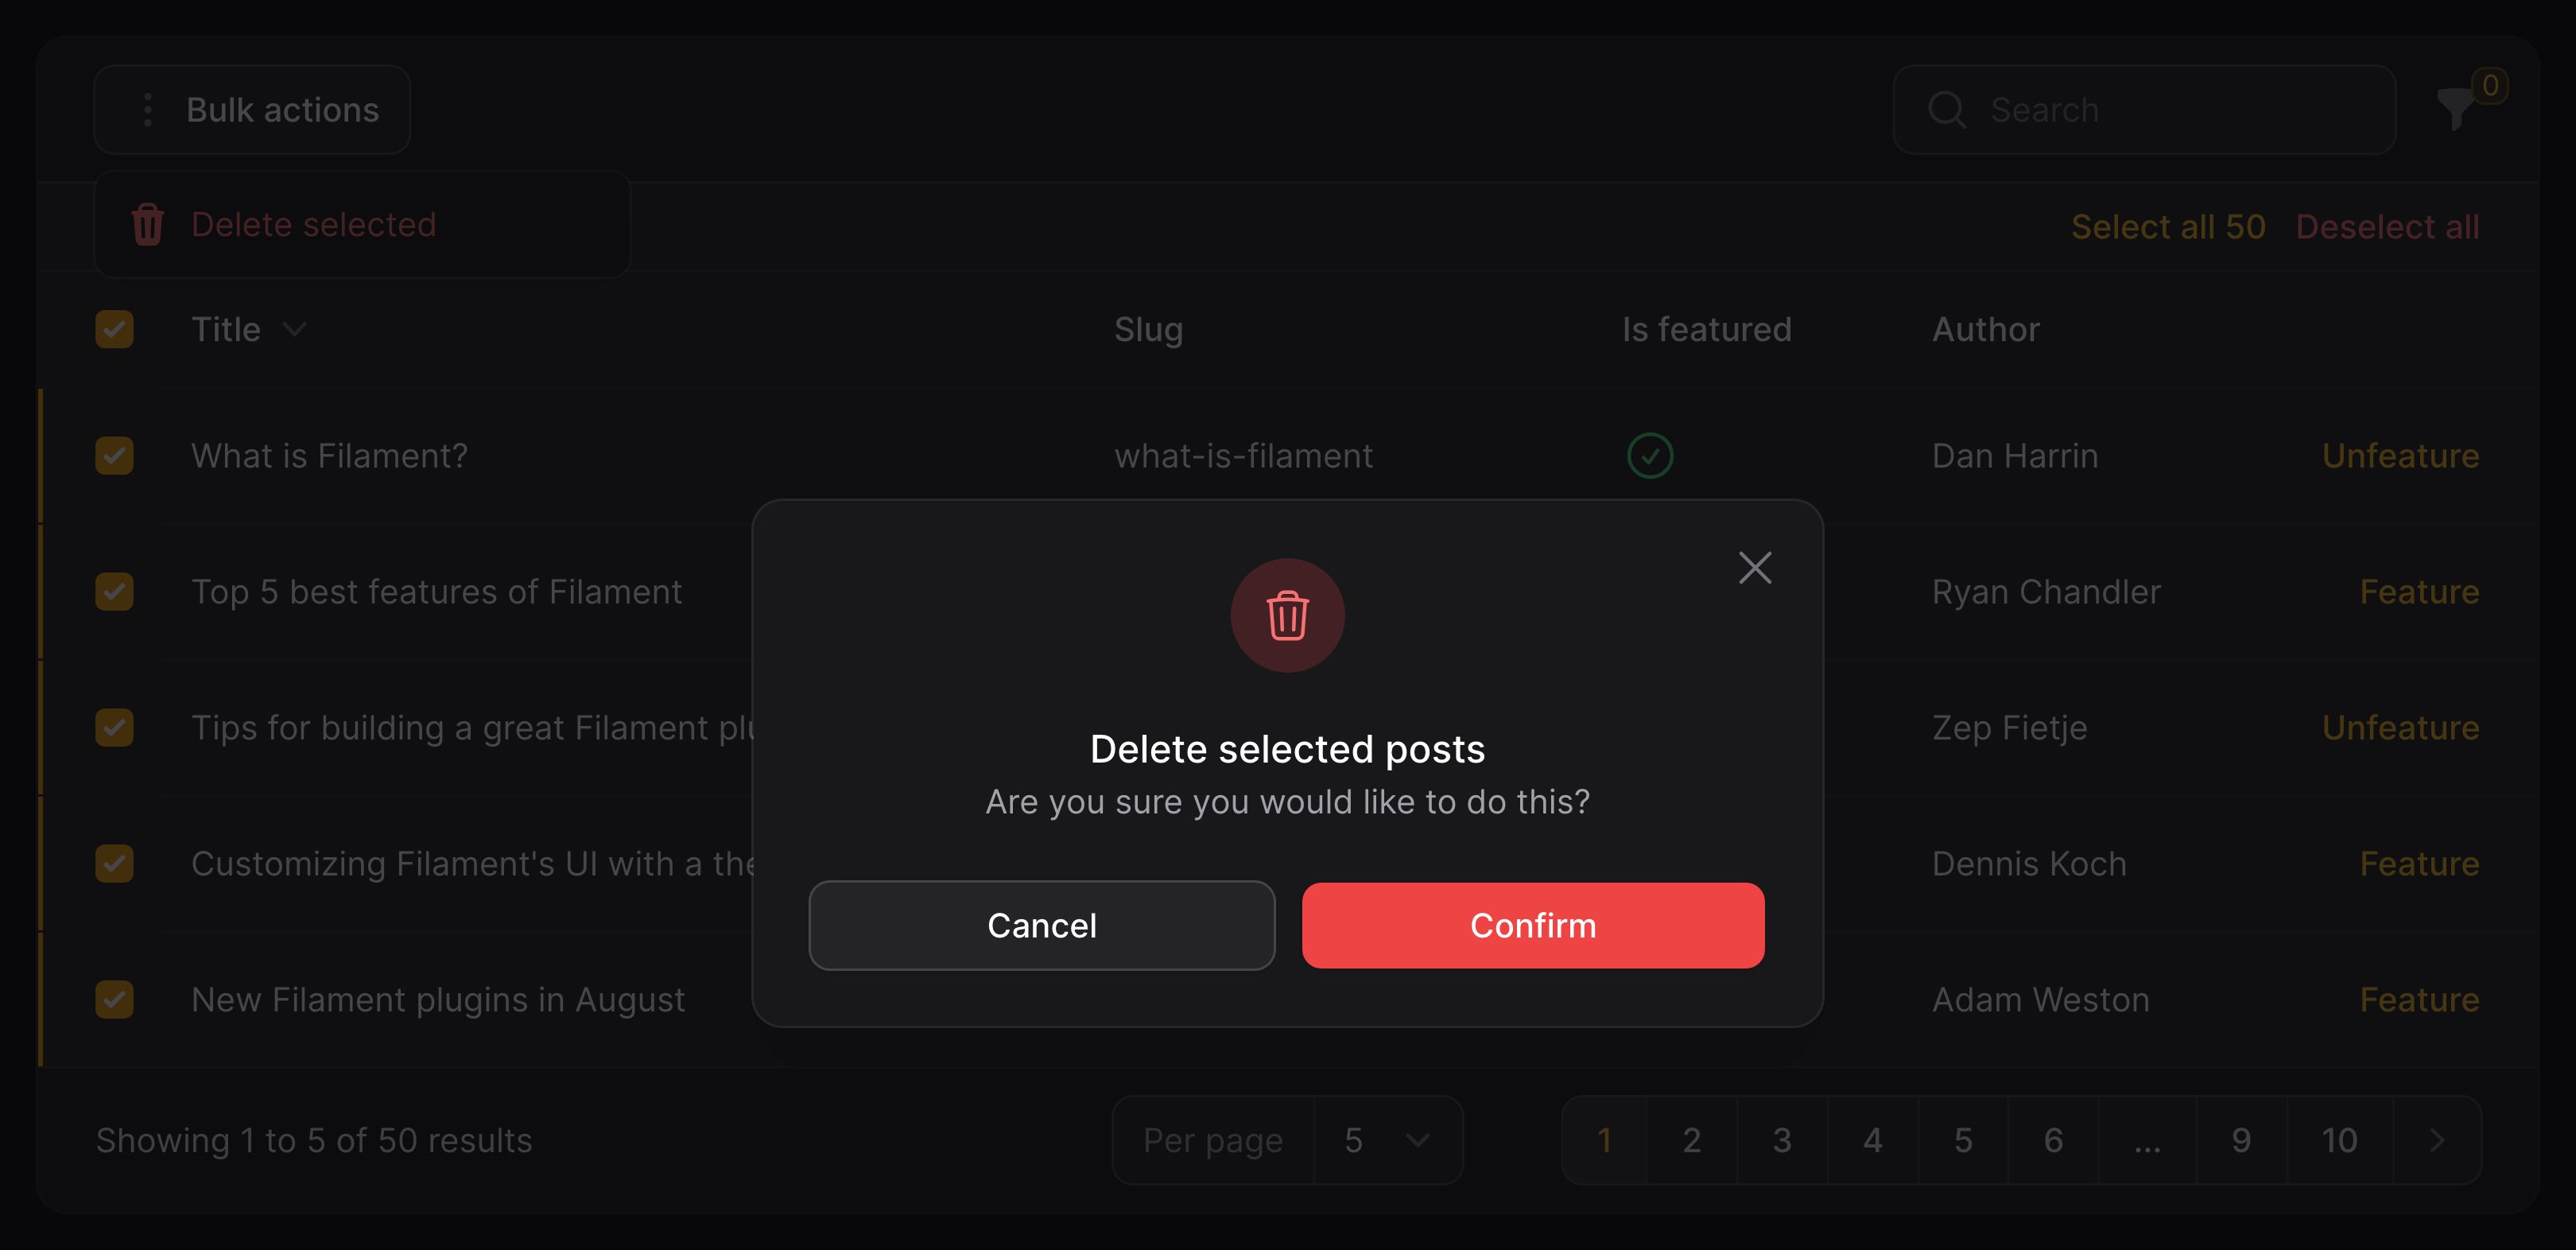 Bulk actions
Search
0
Delete selected
Select all 50 Deselect all
Title Slug Is featured Author
What is Filament? what-is-filament Dan Harrin Unfeature
Top 5 best features of Filament Ryan Chandler Feature
Tips for building a great Filament Zep Fietje Unfeature
Customizing Filament's UI with a Dennis Koch Feature
New Filament plugins in August Adam Weston Feature
Delete selected posts
Are you sure you would like to do this?
Cancel Confirm
Showing 1 to 5 of 50 results Per page 5 1 2 3 4 5 6 ... 9 10